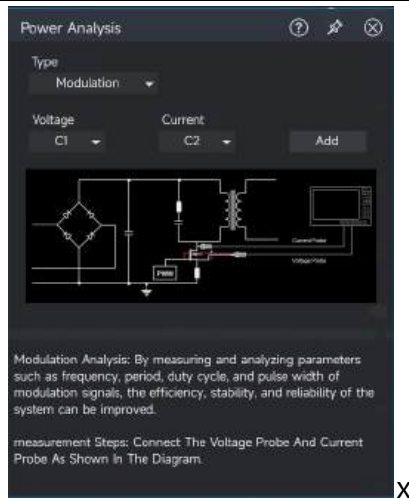 Power Analysis
Type
Modulation
Voltage
Current
C1
C2
Add
Current Probe
Voltage Probe
PWM
Modulation Analysis: By measuring and analyzing parameters
such as frequency, period, duty cycle, and pulse width of
modulation signals, the efficiency, stability, and reliability of the
system can be improved.
measurement Steps: Connect The Voltage Probe And Current
Probe As Shown In The Diagram.
X